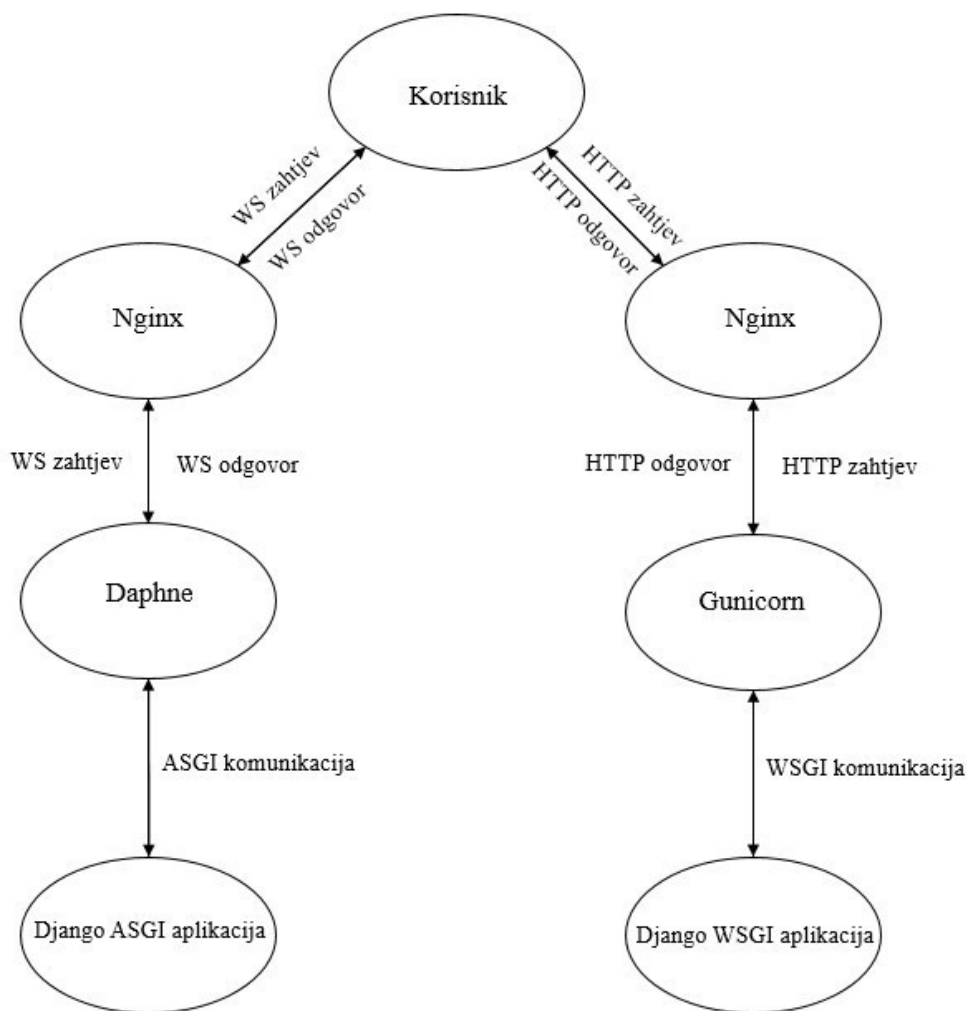 Korisnik
WS zahtjev
WS odgovor
HTTP zahtjev
HTTP odgovor
Nginx
Nginx
WS zahtjev
WS odgovor
HTTP odgovor
HTTP zahtjev
Daphne
Gunicorn
ASGI komunikacija
WSGI komunikacija
Django ASGI aplikacija
Django WSGI aplikacija